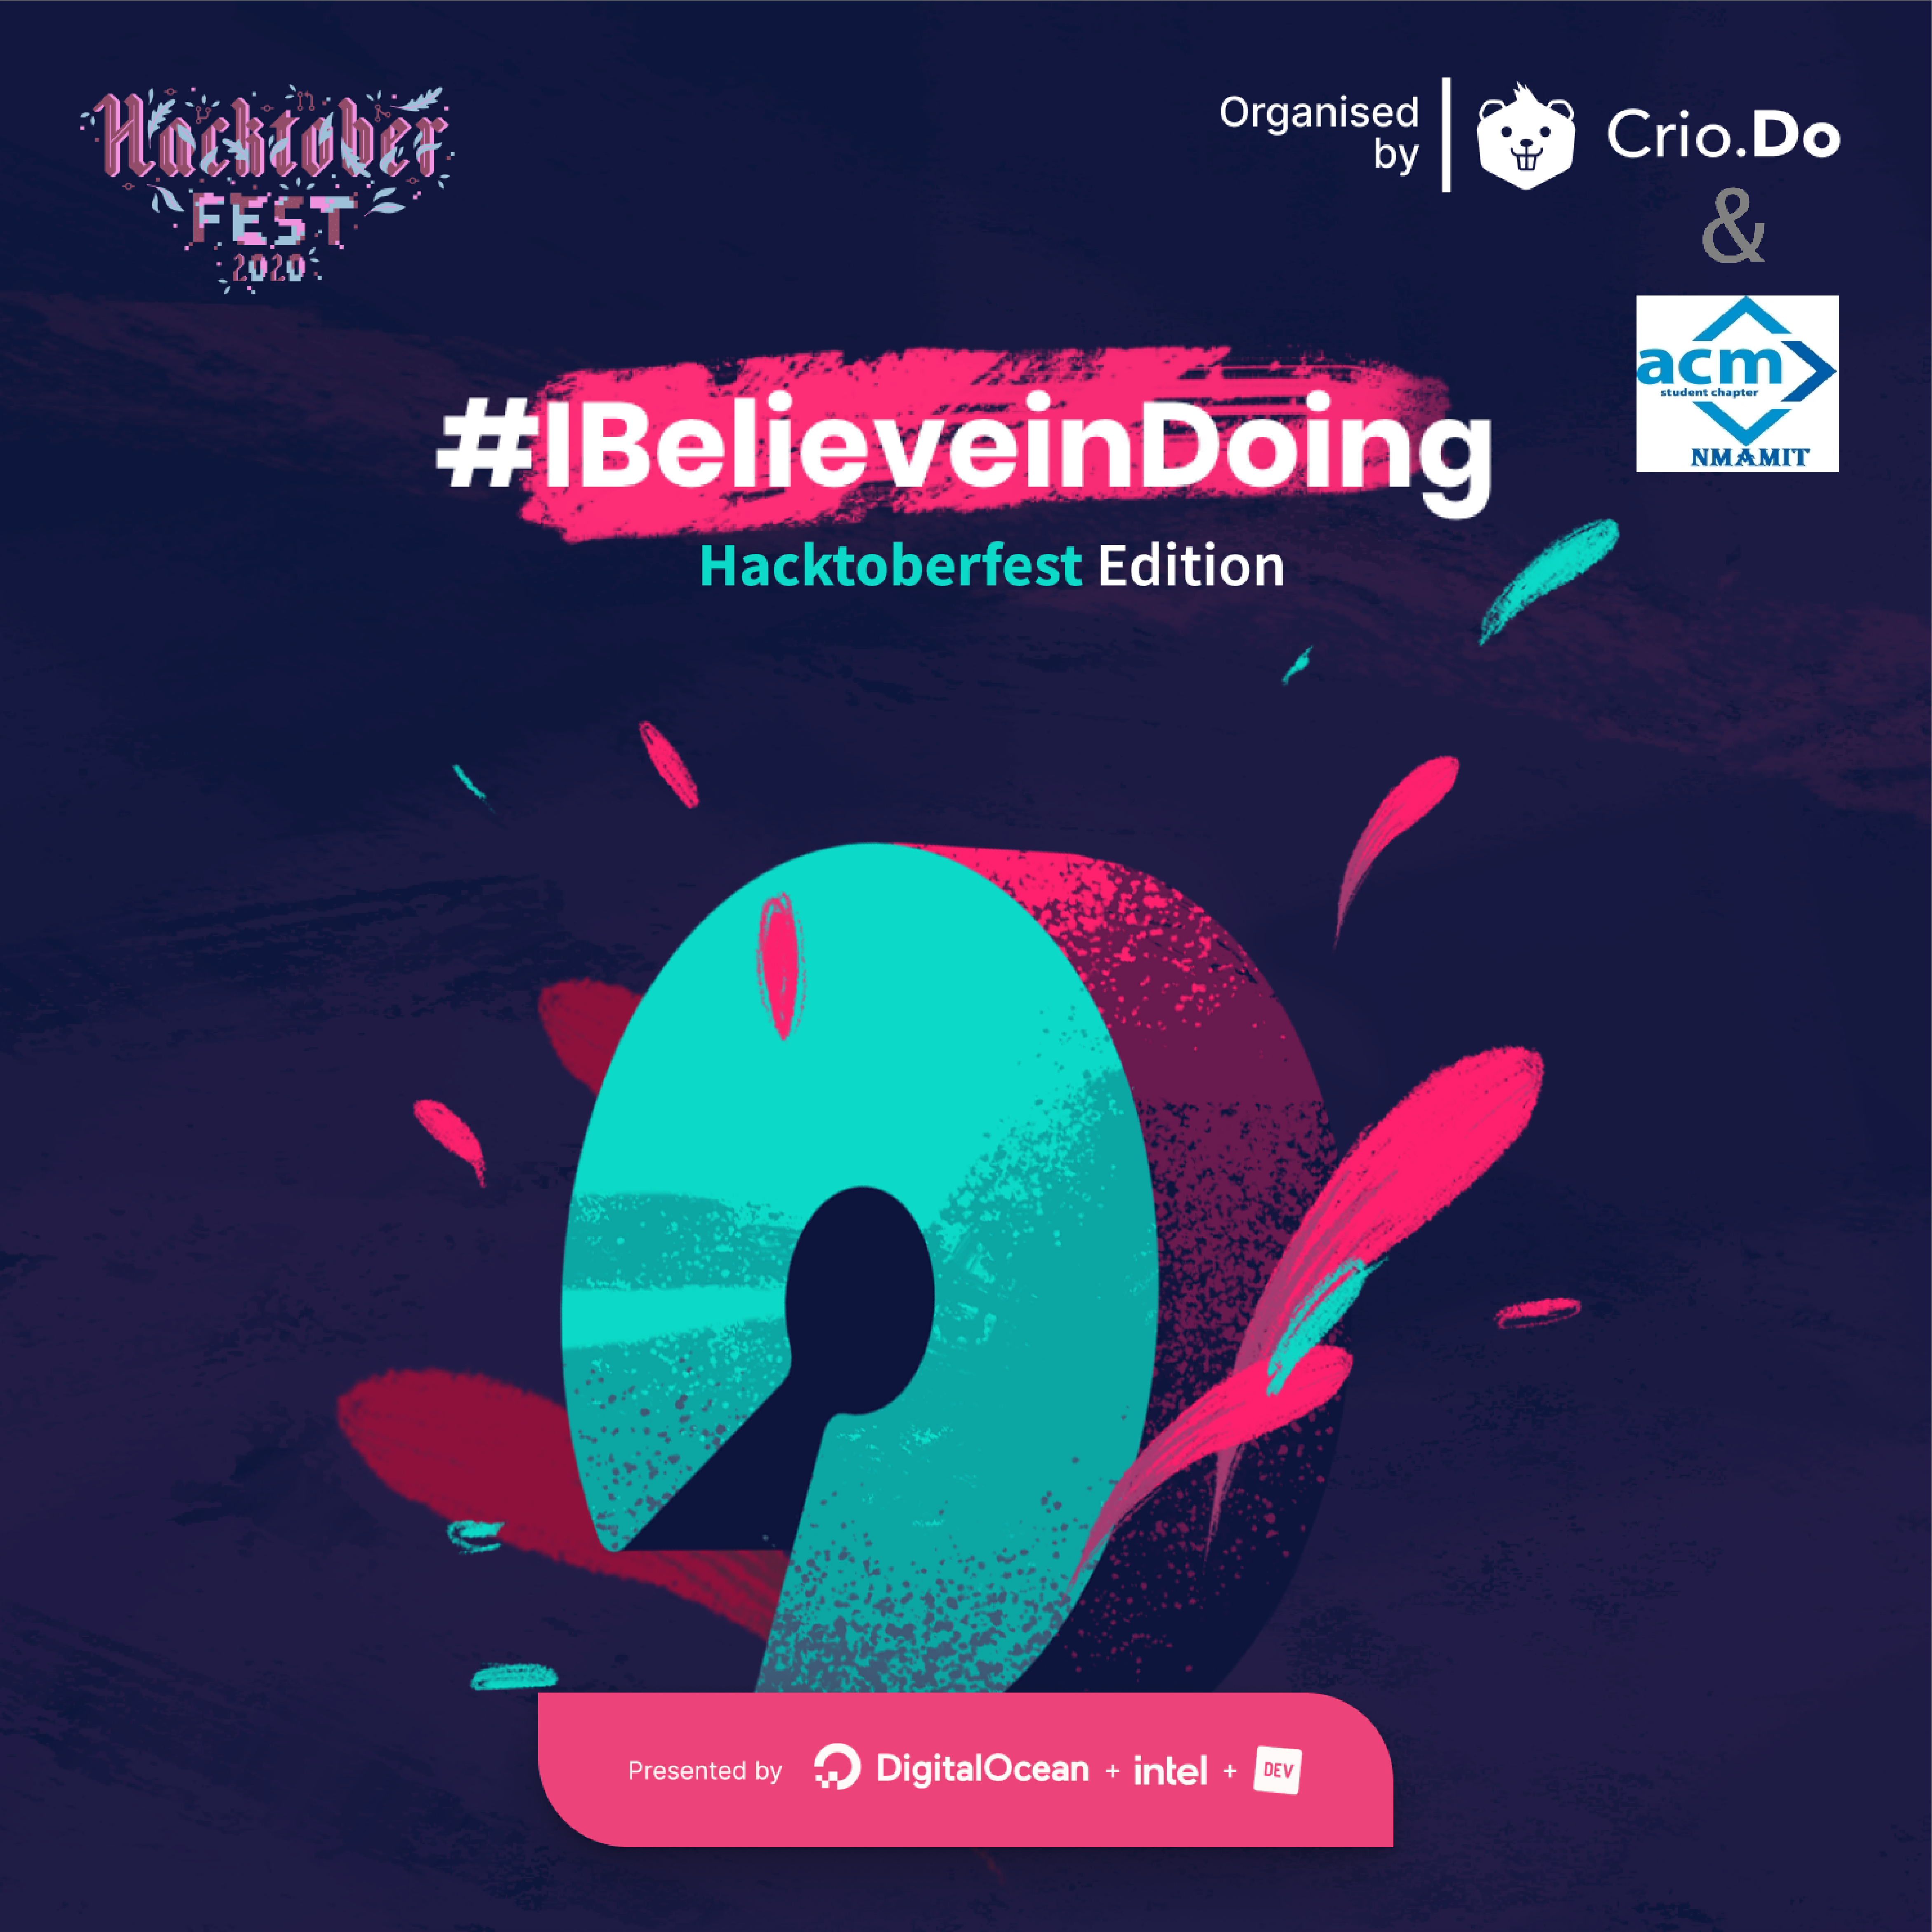 Hacktober
FEST
2020
Organised
by
Crio.Do
&
acm
student chapter
NMAMIT
#IBelieveinDoing
Hacktoberfest Edition
Presented by DigitalOcean + intel + DEV